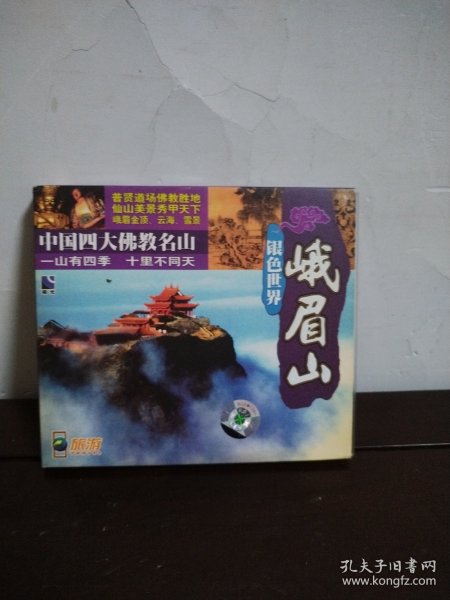 普贤道场佛教胜地
仙山美景秀甲天下
峨眉金顶、云海、雪景
中国四大佛教名山
一山有四季 十里不同天
银色世界
峨眉山
旅游
孔夫子旧书网
www.kongfz.com